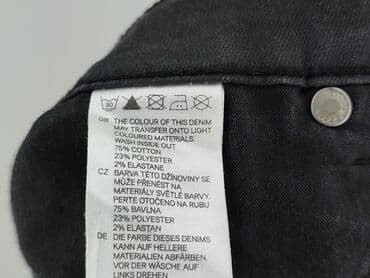 30
GB THE COLOUR OF THIS DENIM
MAY TRANSFER ONTO LIGHT
COLOURED MATERIALS.
WASH INSIDE OUT
75% COTTON
23% POLYESTER
2% ELASTANE
CZ BARVA TÉTO DŽÍNOVINY SE
MŮŽE PŘENÉST NA
MATERIÁLY SVĚTLÉ BARVY.
PERTE OTOČENÉ NA RUBU
75% BAVLNA
23% POLYESTER
2% ELASTAN
DE DIE FARBE DIESES DENIMS
KANN AUF HELLERE
MATERIALIEN ABFÄRBEN.
VOR DER WÄSCHE AUF
LINKS DREHEN